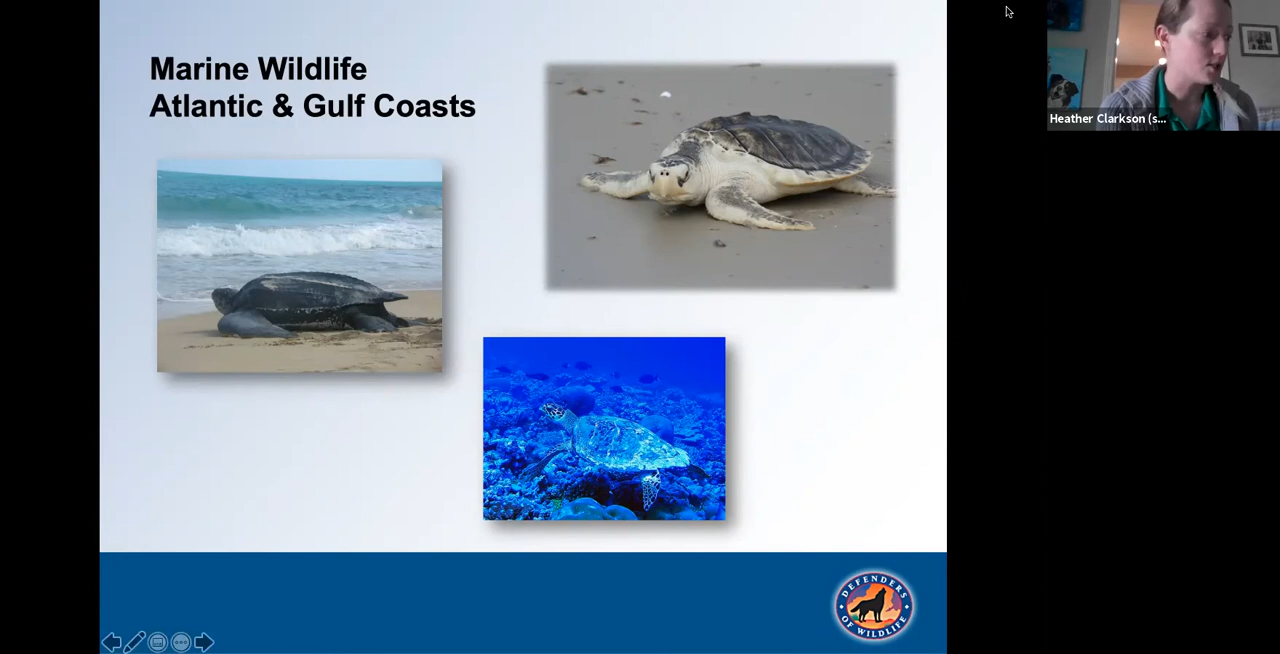 Marine Wildlife
Atlantic & Gulf Coasts
Heather Clarkson (s...
DEFENDERS
OF WILDLIFE